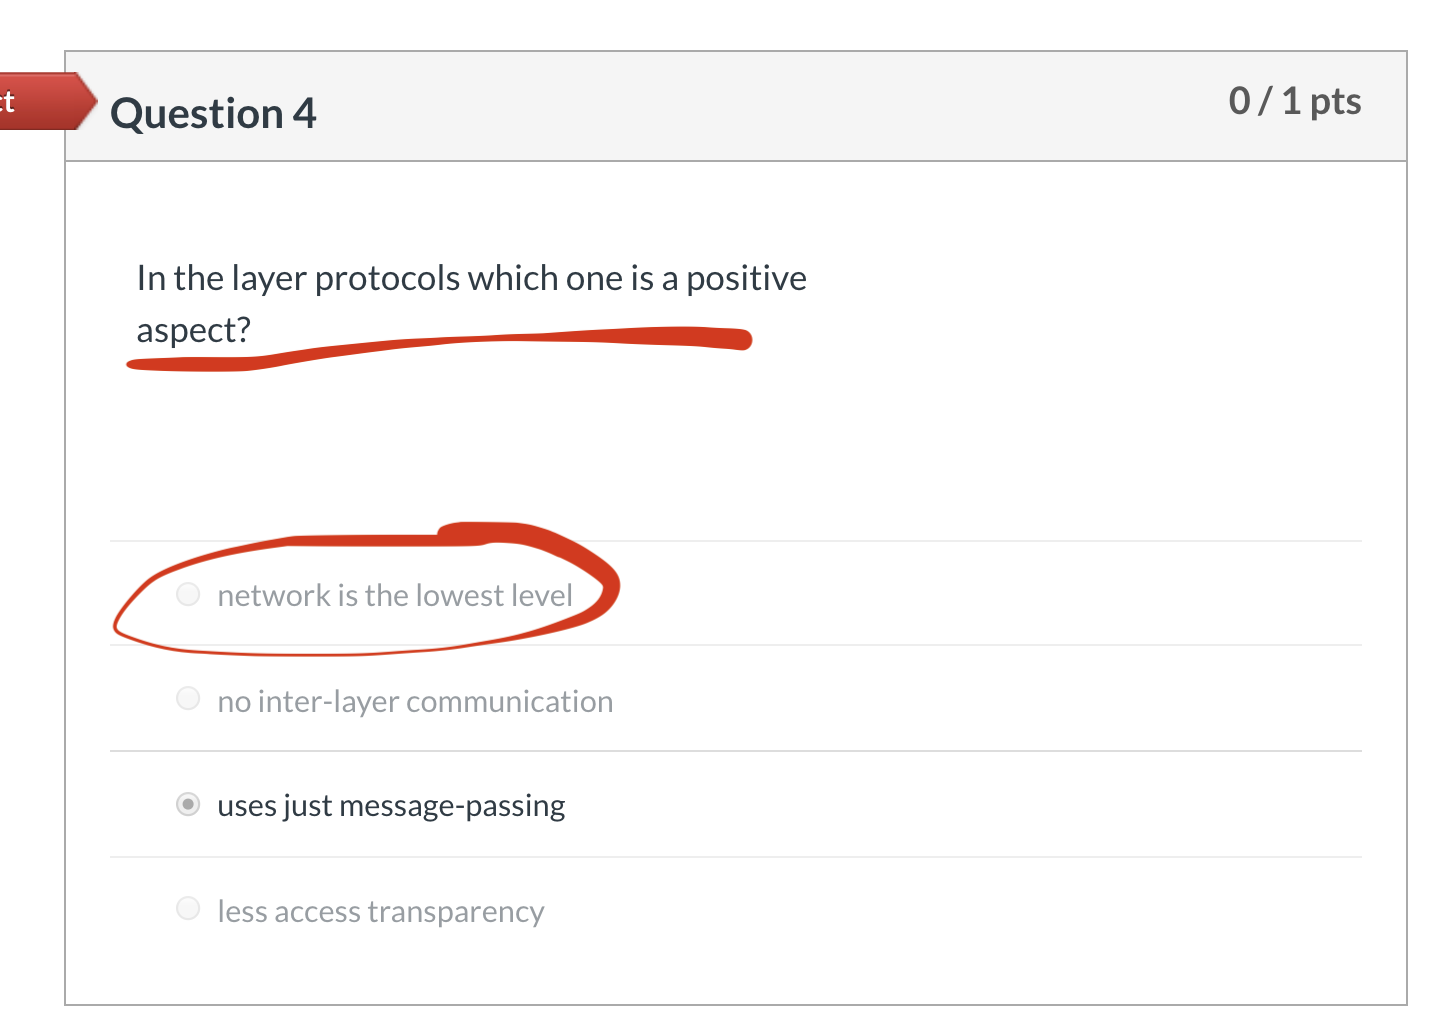 ct
Question 4
0 / 1 pts
In the layer protocols which one is a positive
aspect?
network is the lowest level
no inter-layer communication
uses just message-passing
less access transparency